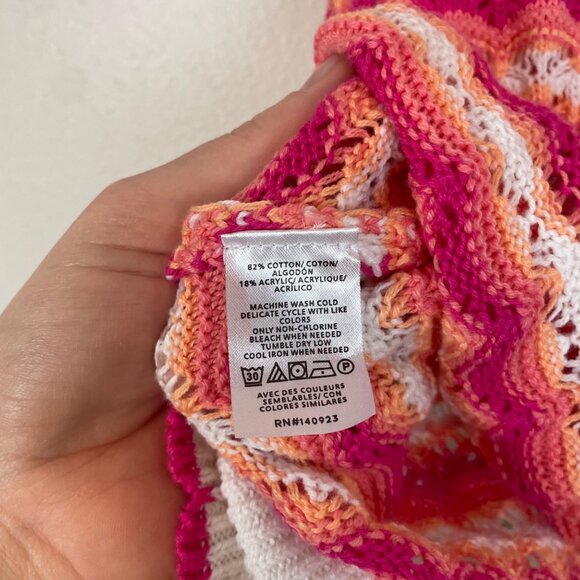 82% COTTON/ COTON/
ALGODÓN
18% ACRYLIC/ ACRYLIQUE/
ACRÍLICO
MACHINE WASH COLD
DELICATE CYCLE WITH LIKE
COLORS
ONLY NON-CHLORINE
BLEACH WHEN NEEDED
TUMBLE DRY LOW
COOL IRON WHEN NEEDED
30 P
AVEC DES COULEURS
SEMBLABLES/ CON
COLORES SIMILARES
RN#140923